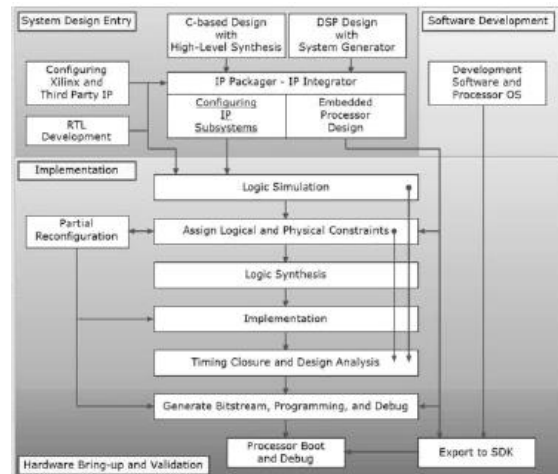 System Design Entry
C-based Design
with
High-Level Synthesis
DSP Design
with
System Generator
Software Development
Configuring
Xilinx and
Third Party IP
IP Packager - IP Integrator
Development
Software and
Processor OS
Configuring
IP
Subsystems
Embedded
Processor
Design
RTL
Development
Implementation
Logic Simulation
Partial
Reconfiguration
Assign Logical and Physical Constraints
Logic Synthesis
Implementation
Timing Closure and Design Analysis
Generate Bitstream, Programming, and Debug
Hardware Bring-up and Validation
Processor Boot
and Debug
Export to SDK